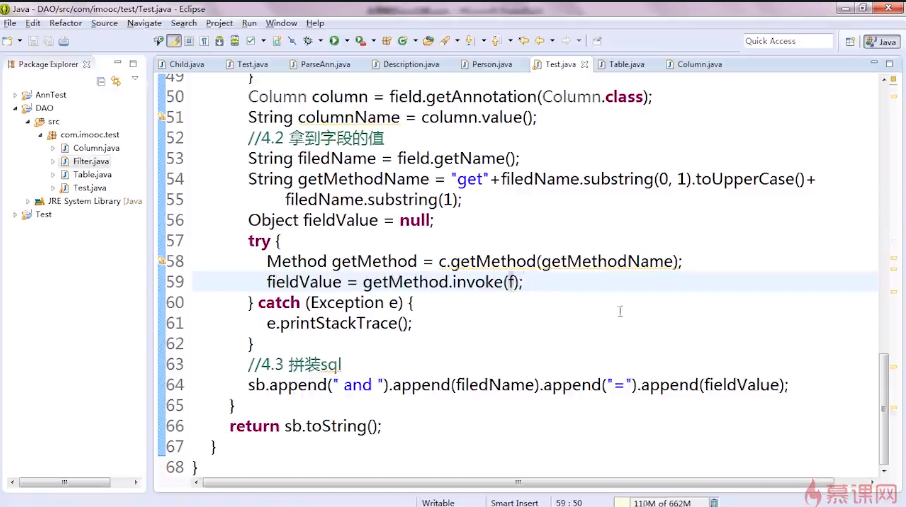 Java - DAO/src/com/imooc/test/Test.java - Eclipse
File Edit Refactor Source Navigate Search Project Run Window Help
Quick Access
Java
Package Explorer
Child.java Test.java ParseAnn.java Description.java Person.java Test.java Table.java Column.java
AnnTest
DAO
src
com.imooc.test
Column.java
Filter.java
Table.java
Test.java
JRE System Library [Java
Test
49 }
50 Column column = field.getAnnotation(Column.class);
51 String columnName = column.value();
52 //4.2 拿到字段的值
53 String filedName = field.getName();
54 String getMethodName = "get"+filedName.substring(0, 1).toUpperCase()+
55 filedName.substring(1);
56 Object fieldValue = null;
57 try {
58 Method getMethod = c.getMethod(getMethodName);
59 fieldValue = getMethod.invoke(f);
60 } catch (Exception e) {
61 e.printStackTrace();
62 }
63 //4.3 拼装sql
64 sb.append(" and ").append(filedName).append("=").append(fieldValue);
65 }
66 return sb.toString();
67 }
68 }
Writable Smart Insert 59 : 50 110M of 662M
慕课网